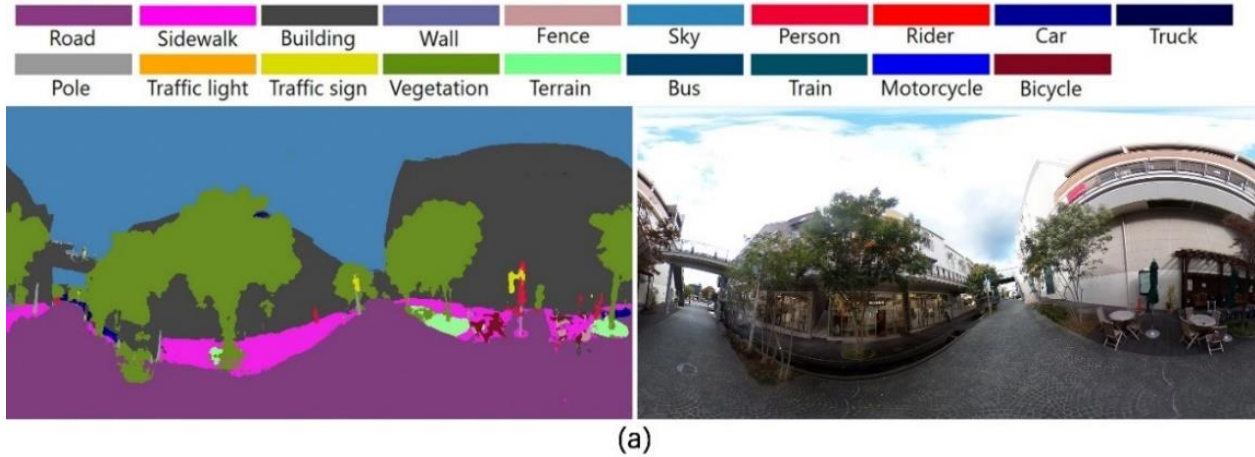 Road Sidewalk Building Wall Fence Sky Person Rider Car Truck
Pole Traffic light Traffic sign Vegetation Terrain Bus Train Motorcycle Bicycle
(a)